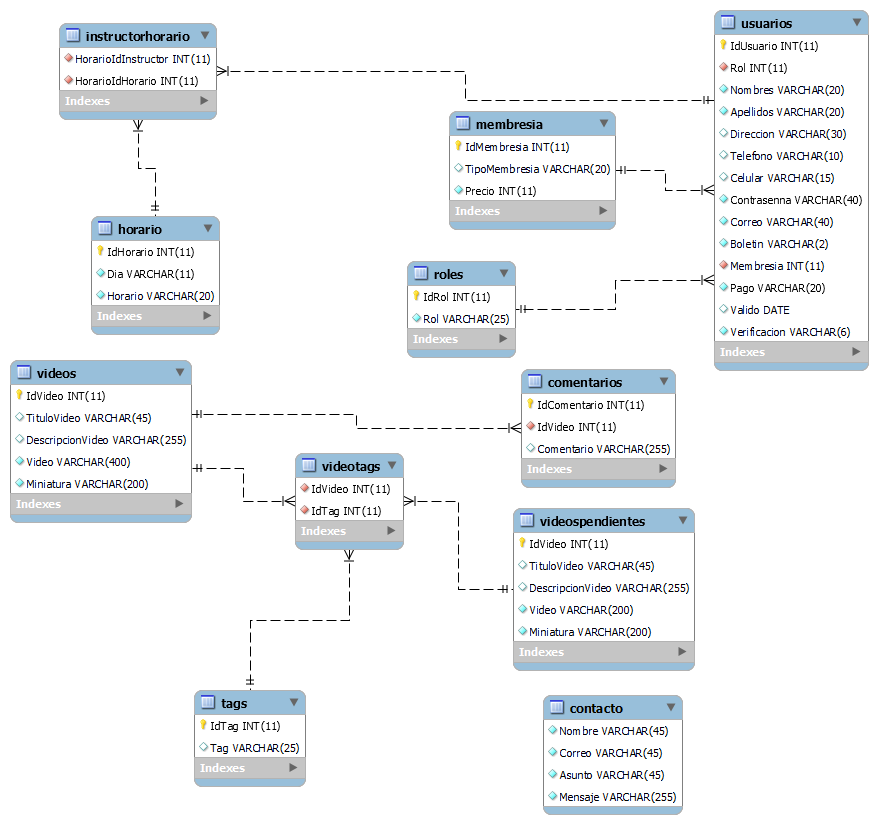 instructorhorario
HorarioIdInstructor INT(11)
HorarioIdHorario INT(11)
Indexes
usuarios
IdUsuario INT(11)
Rol INT(11)
Nombres VARCHAR(20)
Apellidos VARCHAR(20)
Direccion VARCHAR(30)
Telefono VARCHAR(10)
Celular VARCHAR(15)
Contrasenna VARCHAR(40)
Correo VARCHAR(40)
Boletin VARCHAR(2)
Membresia INT(11)
Pago VARCHAR(20)
Valido DATE
Verificacion VARCHAR(6)
Indexes
membresia
IdMembresia INT(11)
TipoMembresia VARCHAR(20)
Precio INT(11)
Indexes
horario
IdHorario INT(11)
Dia VARCHAR(11)
Horario VARCHAR(20)
Indexes
roles
IdRol INT(11)
Rol VARCHAR(25)
Indexes
videos
IdVideo INT(11)
TituloVideo VARCHAR(45)
DescripcionVideo VARCHAR(255)
Video VARCHAR(400)
Miniatura VARCHAR(200)
Indexes
comentarios
IdComentario INT(11)
IdVideo INT(11)
Comentario VARCHAR(255)
Indexes
videotags
IdVideo INT(11)
IdTag INT(11)
Indexes
videospendientes
IdVideo INT(11)
TituloVideo VARCHAR(45)
DescripcionVideo VARCHAR(255)
Video VARCHAR(200)
Miniatura VARCHAR(200)
Indexes
tags
IdTag INT(11)
Tag VARCHAR(25)
Indexes
contacto
Nombre VARCHAR(45)
Correo VARCHAR(45)
Asunto VARCHAR(45)
Mensaje VARCHAR(255)